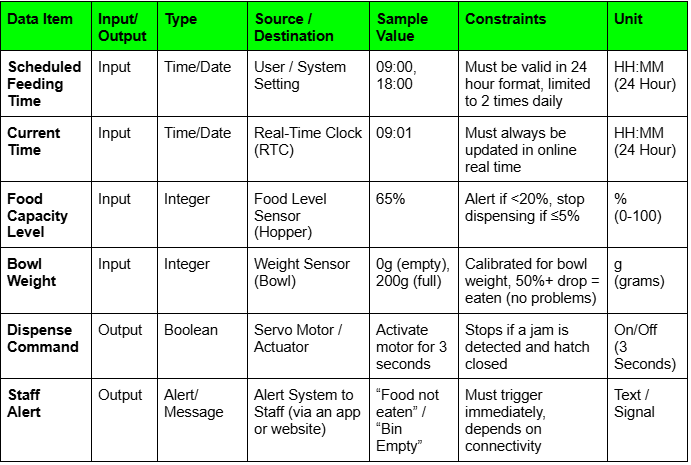 Data Item
Input/
Output
Type
Source /
Destination
Sample
Value
Constraints
Unit
Scheduled
Feeding
Time
Input
Time/Date
User / System
Setting
09:00,
18:00
Must be valid in 24
hour format, limited
to 2 times daily
HH:MM
(24 Hour)
Current
Time
Input
Time/Date
Real-Time Clock
(RTC)
09:01
Must always be
updated in online
real time
HH:MM
(24 Hour)
Food
Capacity
Level
Input
Integer
Food Level
Sensor
(Hopper)
65%
Alert if <20%, stop
dispensing if ≤5%
%
(0-100)
Bowl
Weight
Input
Integer
Weight Sensor
(Bowl)
0g (empty),
200g (full)
Calibrated for bowl
weight, 50%+ drop =
eaten (no problems)
g
(grams)
Dispense
Command
Output
Boolean
Servo Motor /
Actuator
Activate
motor for 3
seconds
Stops if a jam is
detected and hatch
closed
On/Off
(3
Seconds)
Staff
Alert
Output
Alert/
Message
Alert System to
Staff (via an app
or website)
“Food not
eaten” /
“Bin
Empty”
Must trigger
immediately,
depends on
connectivity
Text /
Signal